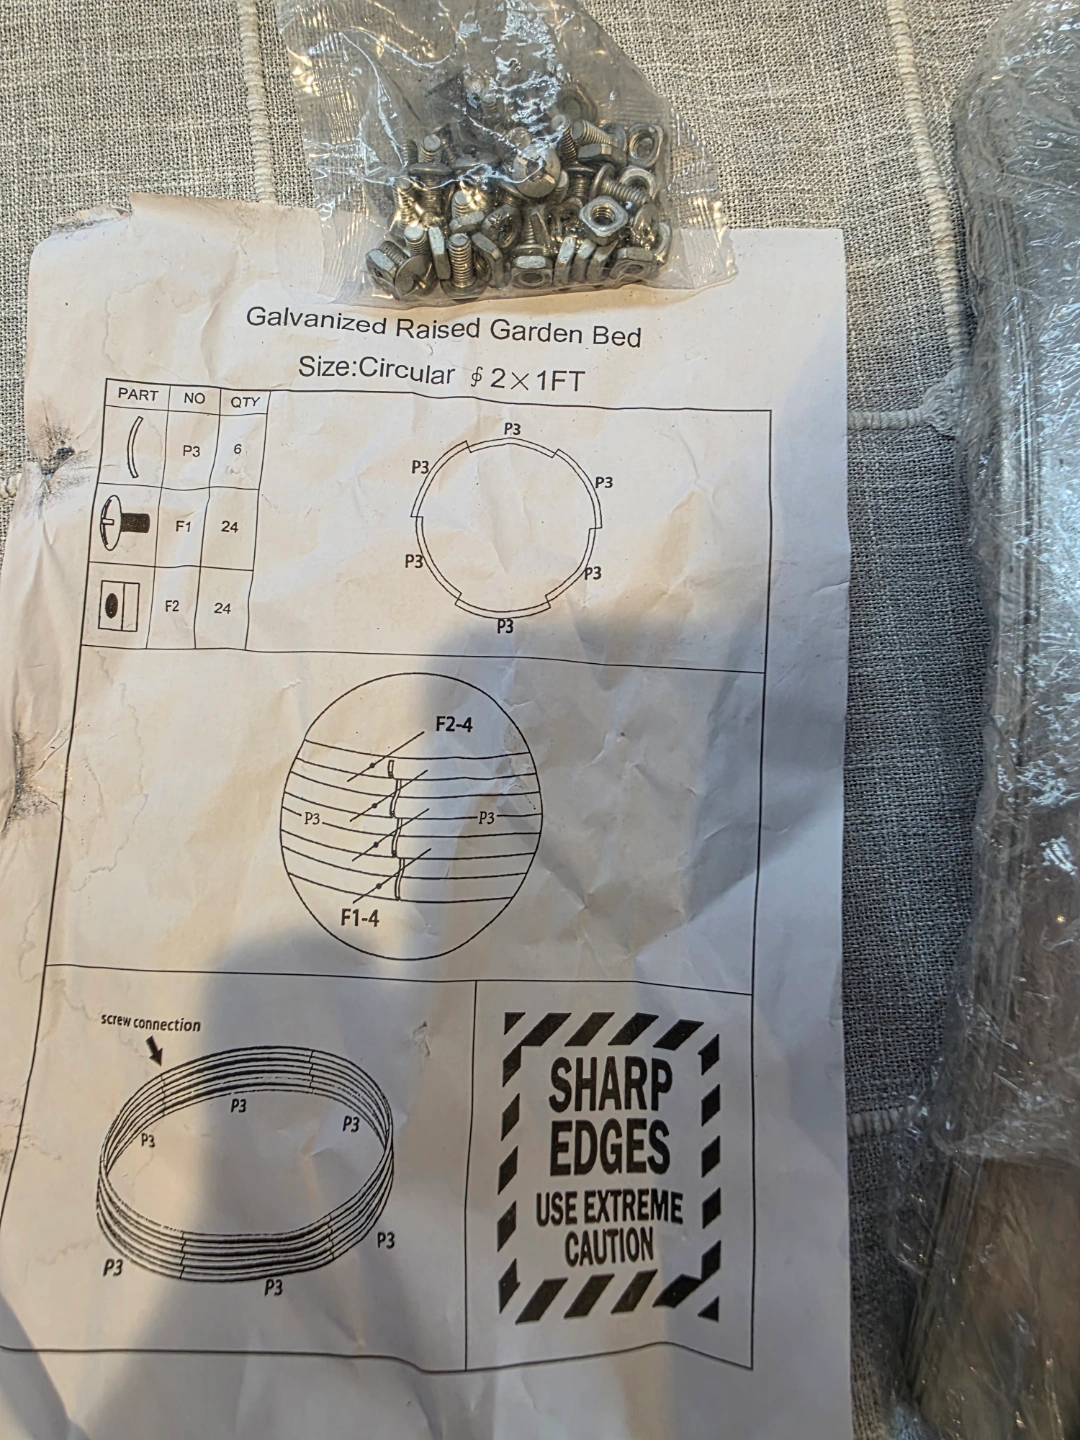 Galvanized Raised Garden Bed
Size:Circular ∮ 2×1FT
PART NO QTY
P3 6
F1 24
F2 24
P3
P3
P3
P3
P3
P3
F2-4
P3
P3
F1-4
screw connection
P3
P3
P3
P3
P3
P3
SHARP
EDGES
USE EXTREME
CAUTION